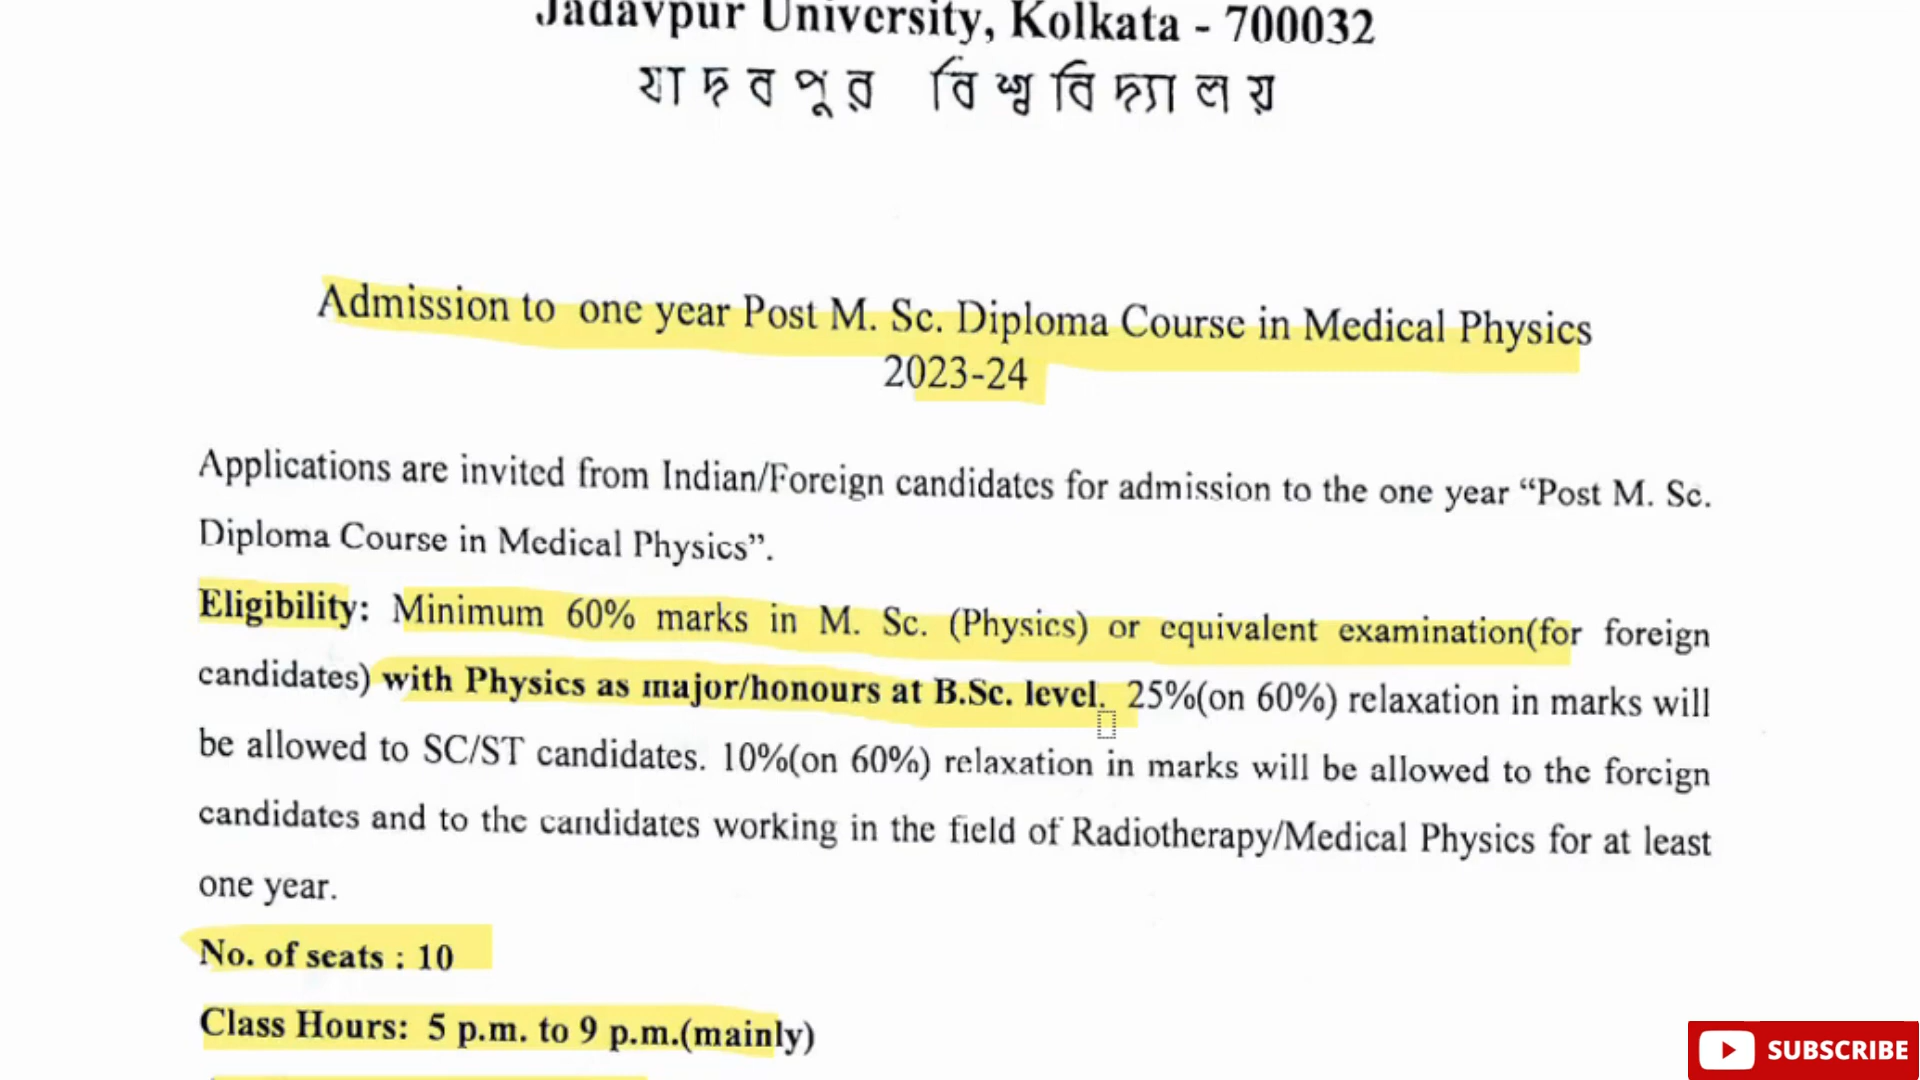 Jadavpur University, Kolkata - 700032
যাদবপুর বিশ্ববিদ্যালয়
Admission to one year Post M. Sc. Diploma Course in Medical Physics
2023-24
Applications are invited from Indian/Foreign candidates for admission to the one year “Post M. Sc.
Diploma Course in Medical Physics”.
Eligibility: Minimum 60% marks in M. Sc. (Physics) or equivalent examination(for foreign
candidates) with Physics as major/honours at B.Sc. level. 25%(on 60%) relaxation in marks will
be allowed to SC/ST candidates. 10%(on 60%) relaxation in marks will be allowed to the foreign
candidates and to the candidates working in the field of Radiotherapy/Medical Physics for at least
one year.
No. of seats : 10
Class Hours: 5 p.m. to 9 p.m.(mainly)
SUBSCRIBE